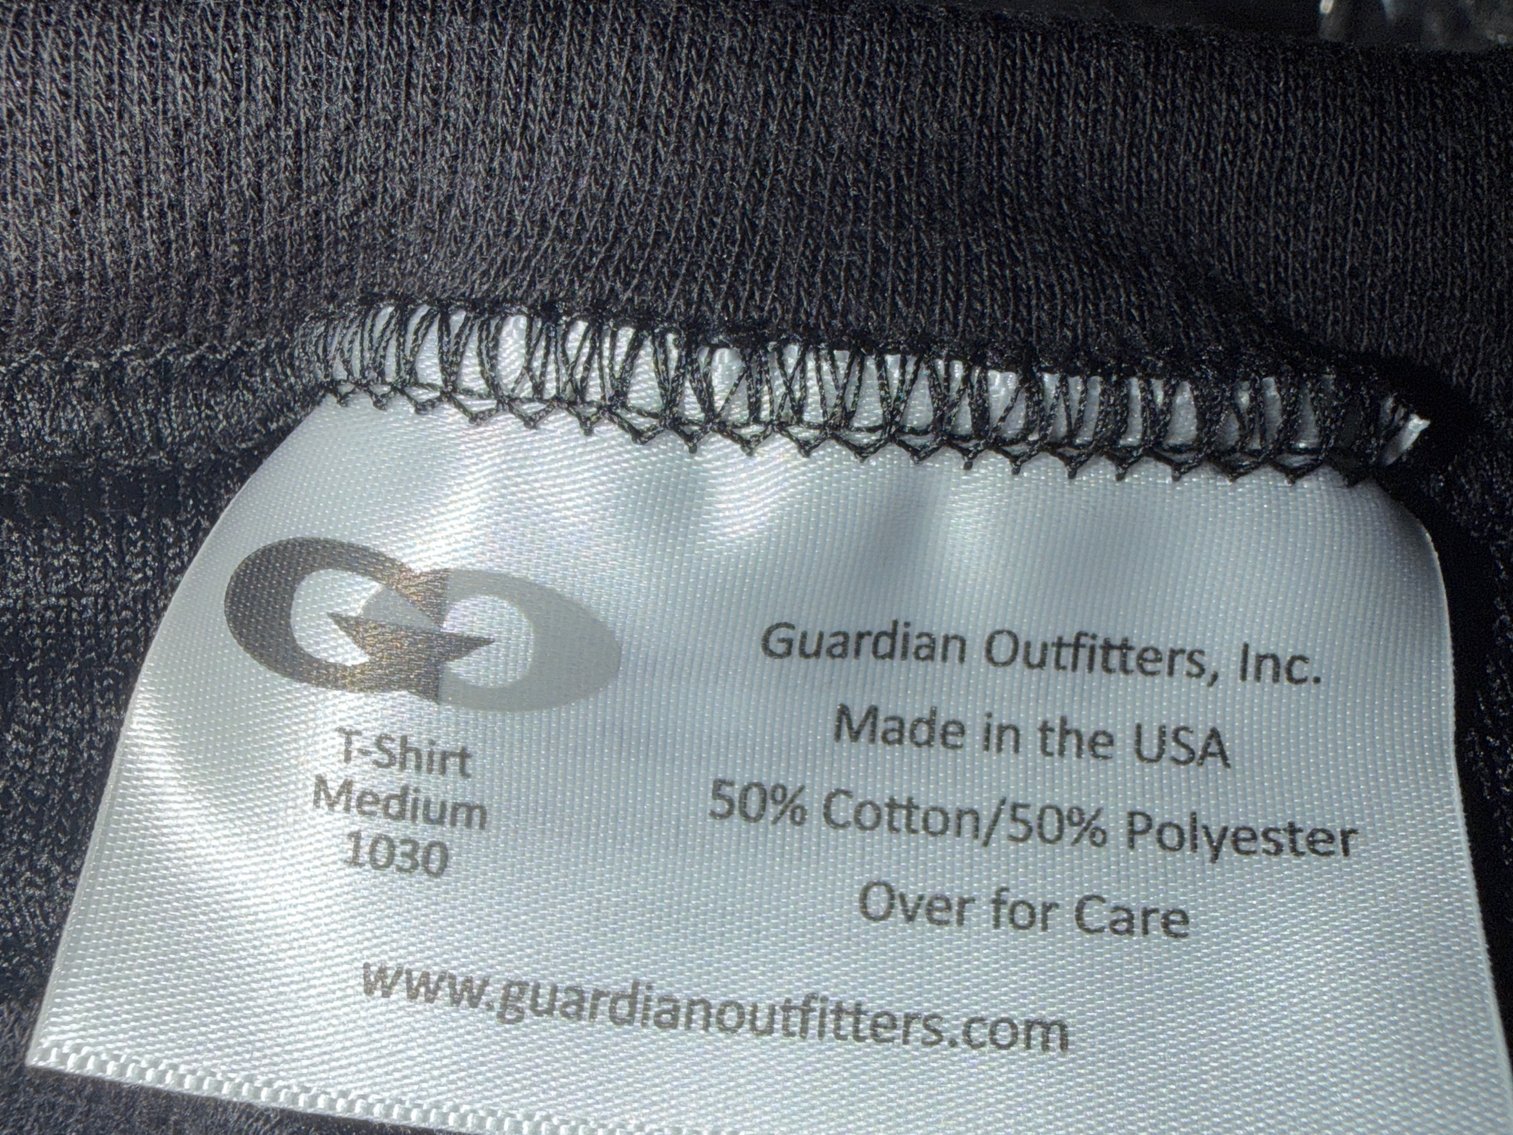 T-Shirt
Medium
1030
Guardian Outfitters, Inc.
Made in the USA
50% Cotton/50% Polyester
Over for Care
www.guardianoutfitters.com